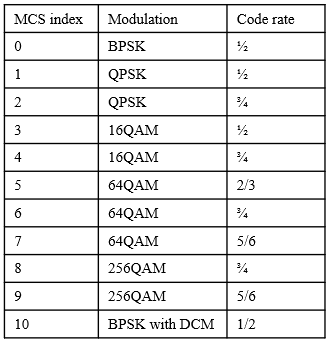 MCS index Modulation Code rate
0 BPSK ½
1 QPSK ½
2 QPSK ¾
3 16QAM ½
4 16QAM ¾
5 64QAM 2/3
6 64QAM ¾
7 64QAM 5/6
8 256QAM ¾
9 256QAM 5/6
10 BPSK with DCM 1/2